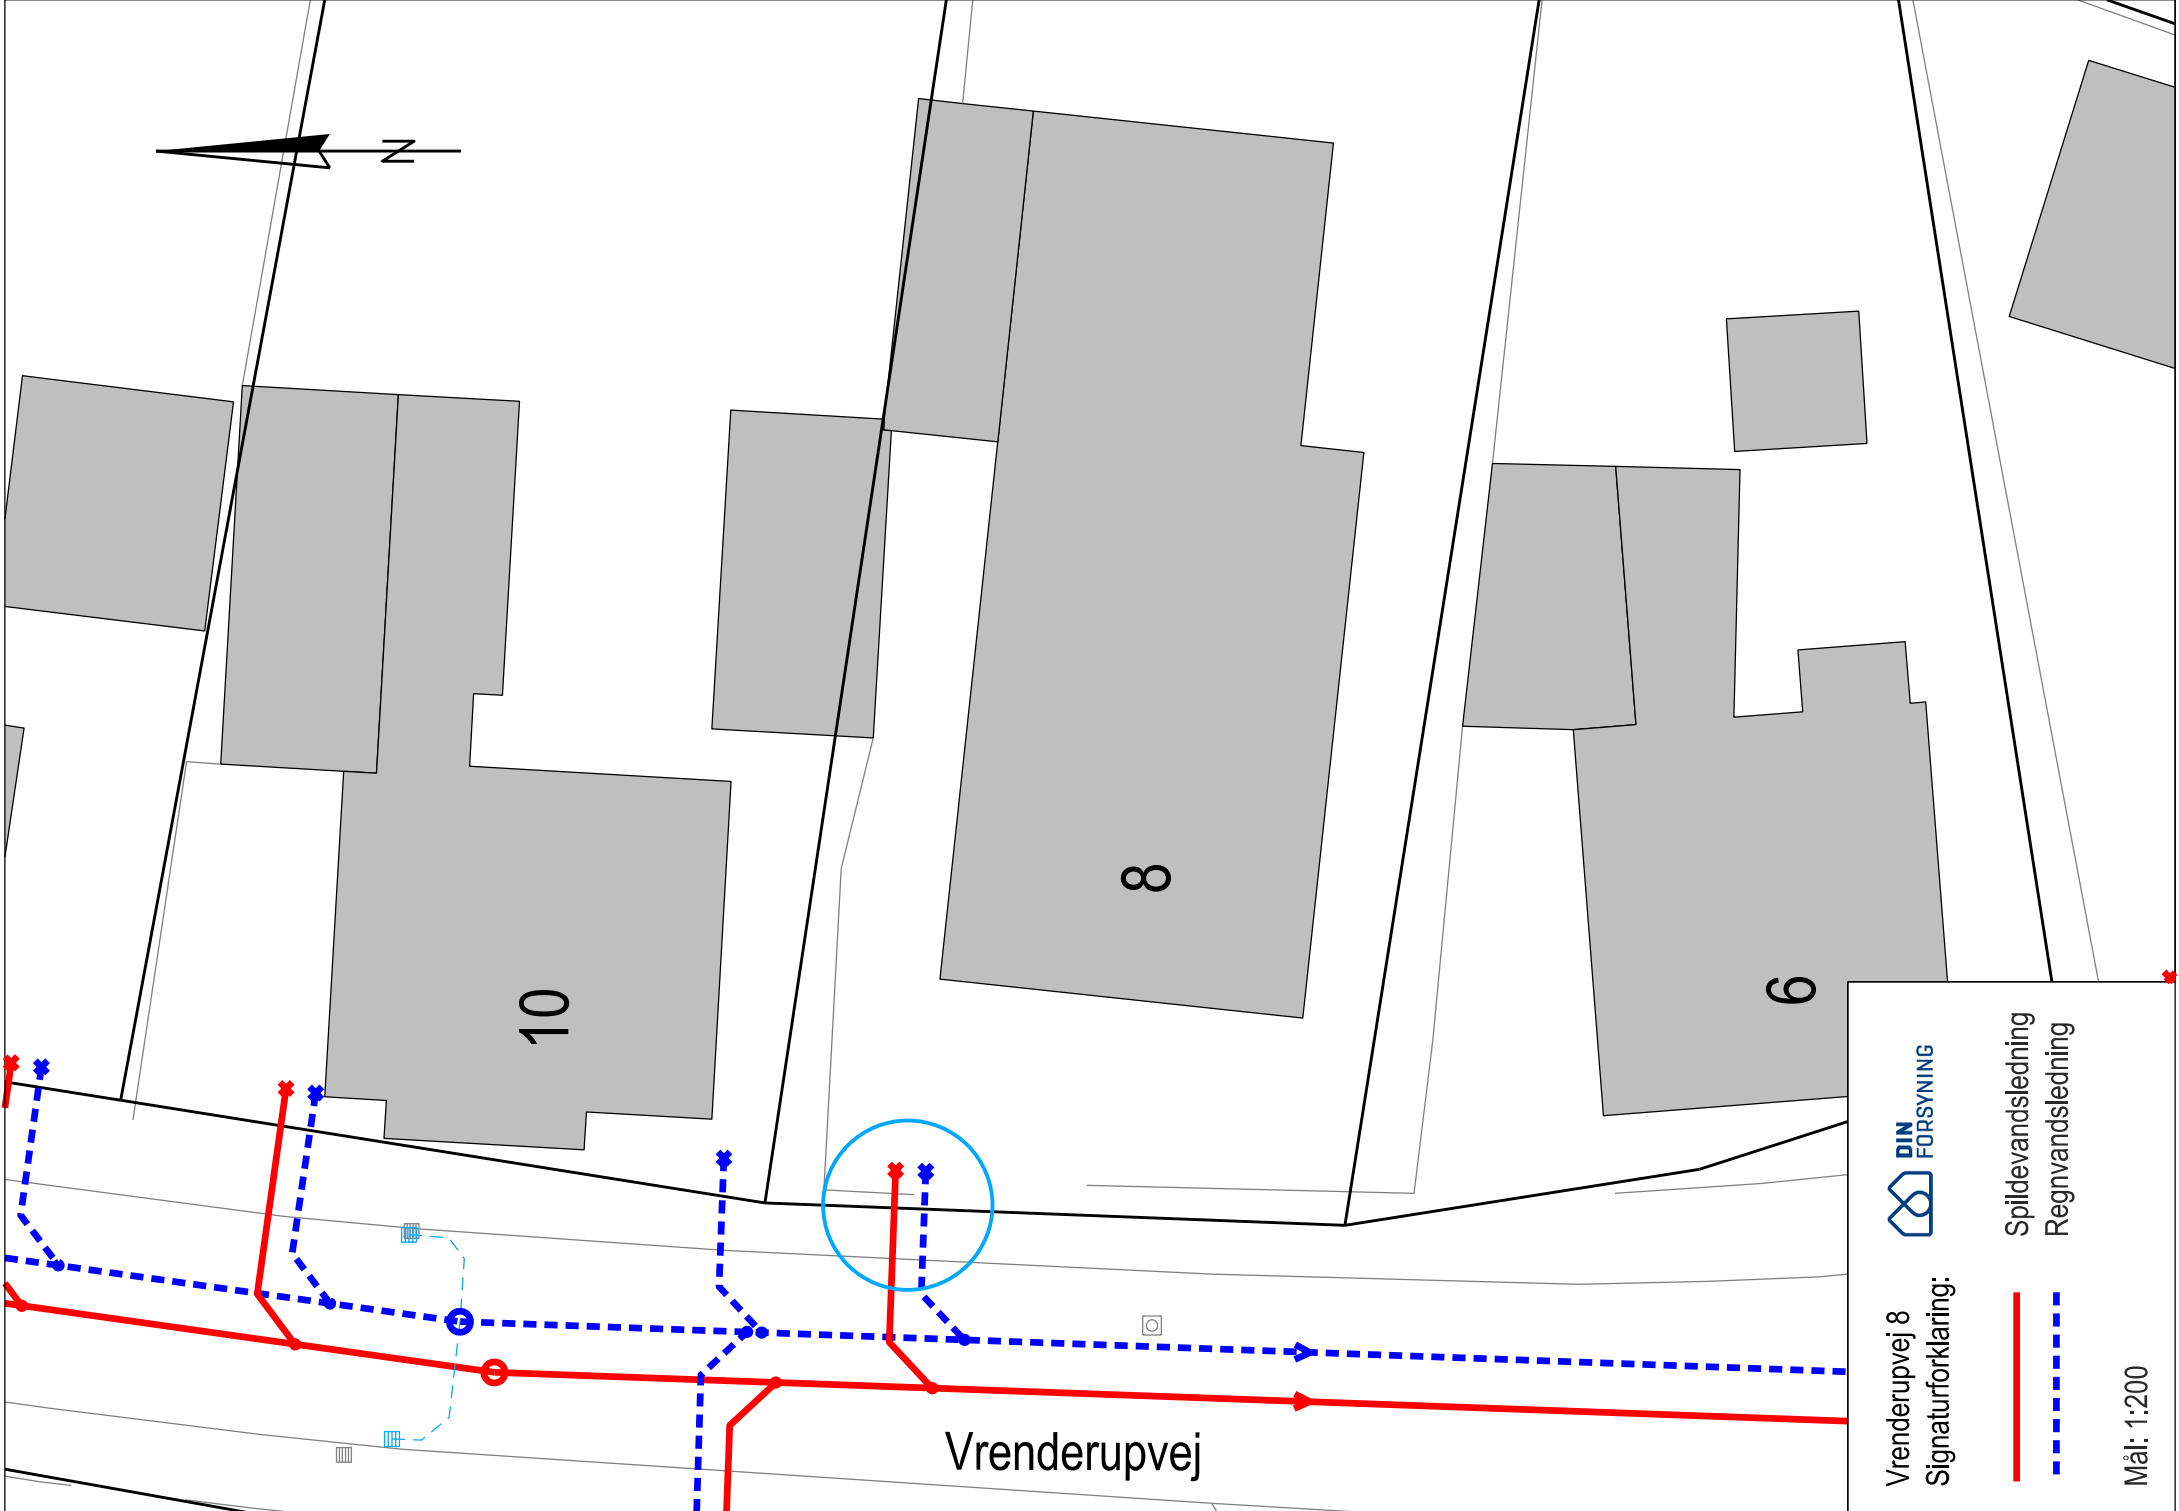 N
10
8
6
Vrenderupvej
DIN
FORSYNING
Vrenderupvej 8
Signaturforklaring:
Spildevandsledning
Regnvandsledning
Mål: 1:200